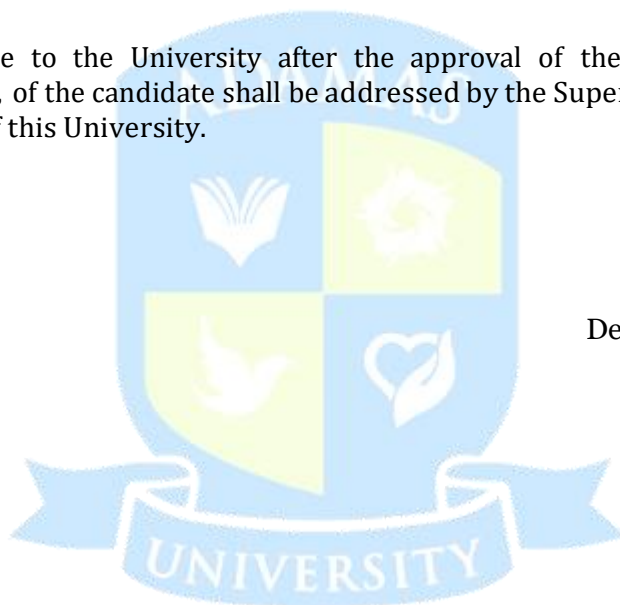 e to the University after the approval of the
, of the candidate shall be addressed by the Super
f this University.
ADAMAS
De
UNIVERSITY